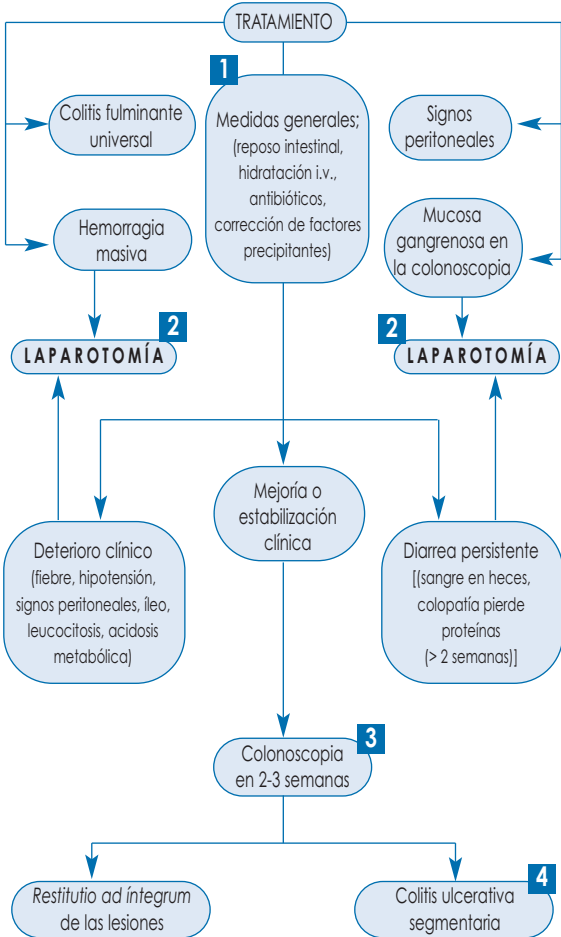 TRATAMIENTO
1
Medidas generales;
(reposo intestinal,
hidratación i.v.,
antibióticos,
corrección de factores
precipitantes)
Colitis fulminante
universal
Signos
peritoneales
Hemorragia
masiva
Mucosa
gangrenosa en
la colonoscopia
2
LAPAROTOMÍA
2
LAPAROTOMÍA
Deterioro clínico
(fiebre, hipotensión,
signos peritoneales, íleo,
leucocitosis, acidosis
metabólica)
Mejoría o
estabilización
clínica
Diarrea persistente
[(sangre en heces,
colopatía pierde
proteínas
(> 2 semanas)]
3
Colonoscopia
en 2-3 semanas
Restitutio ad íntegrum
de las lesiones
4
Colitis ulcerativa
segmentaria